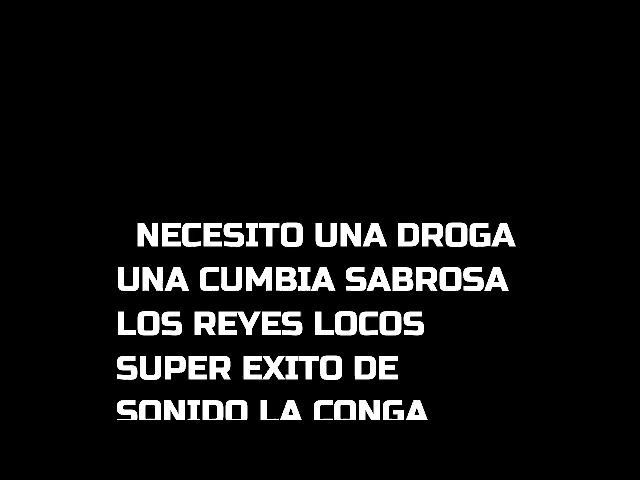 NECESITO UNA DROGA
UNA CUMBIA SABROSA
LOS REYES LOCOS
SUPER EXITO DE
SONIDO LA CONGA